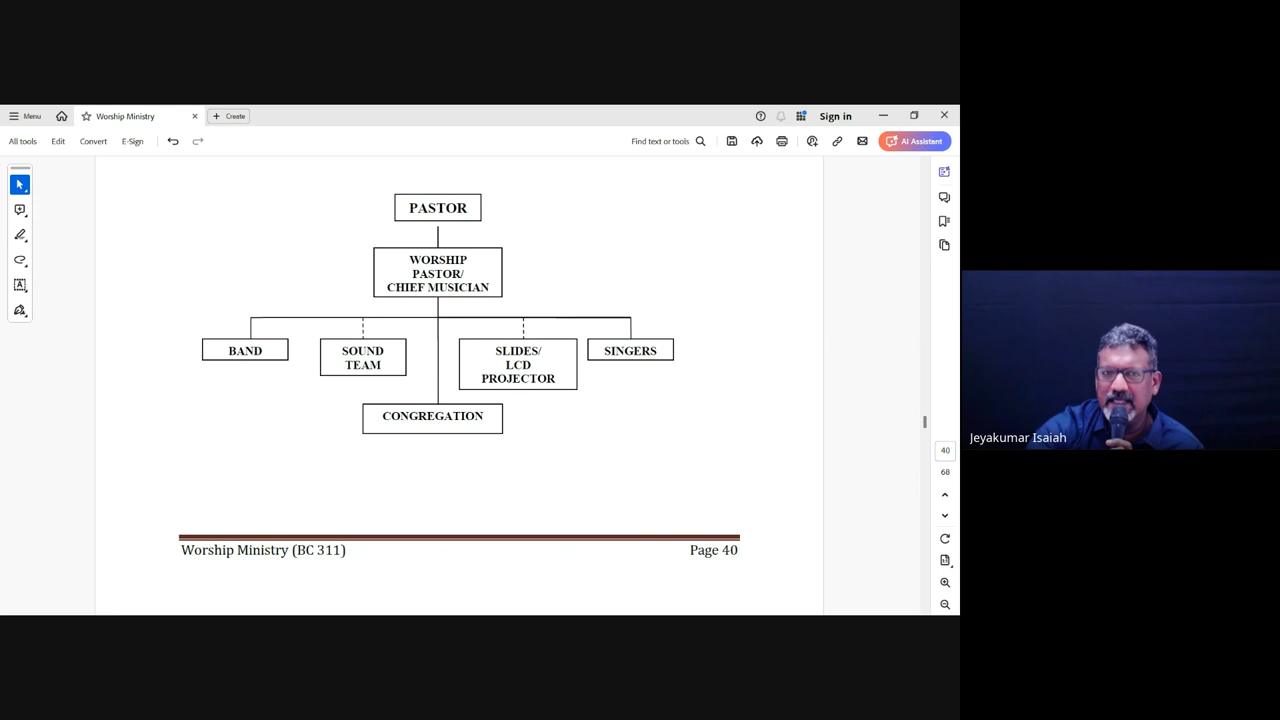 Menu
Worship Ministry
Create
Sign in
All tools
Edit
Convert
E-Sign
Find text or tools
AI Assistant
PASTOR
WORSHIP
PASTOR/
CHIEF MUSICIAN
BAND
SOUND
TEAM
SLIDES/
LCD
PROJECTOR
SINGERS
CONGREGATION
Worship Ministry (BC 311)
Page 40
40
68
Jeyakumar Isaiah